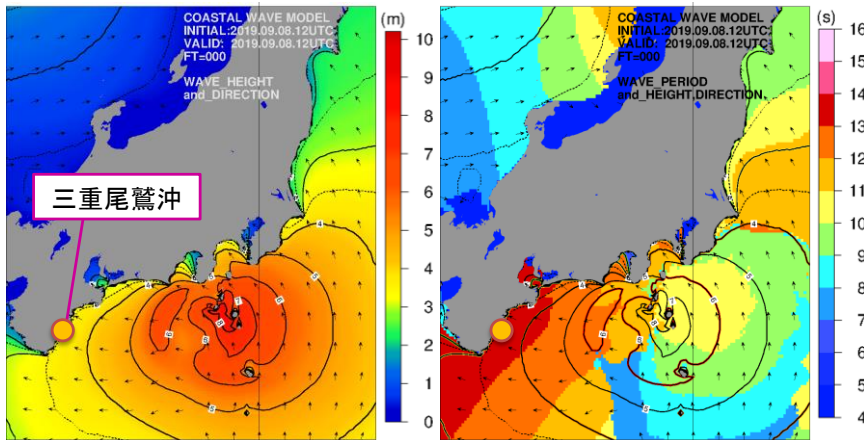 COASTAL WAVE MODEL
INITIAL:2019.09.08.12UTC
VALID: 2019.09.08.12UTC
FT=000
WAVE_HEIGHT
and_DIRECTION
三重尾鷲沖
(m)
10
9
8
7
6
5
4
3
2
1
0
COASTAL WAVE MODEL
INITIAL:2019.09.08.12UTC
VALID: 2019.09.08.12UTC
FT=000
WAVE_PERIOD
and_HEIGHT,DIRECTION
(s)
16
15
14
13
12
11
10
9
8
7
6
5
4